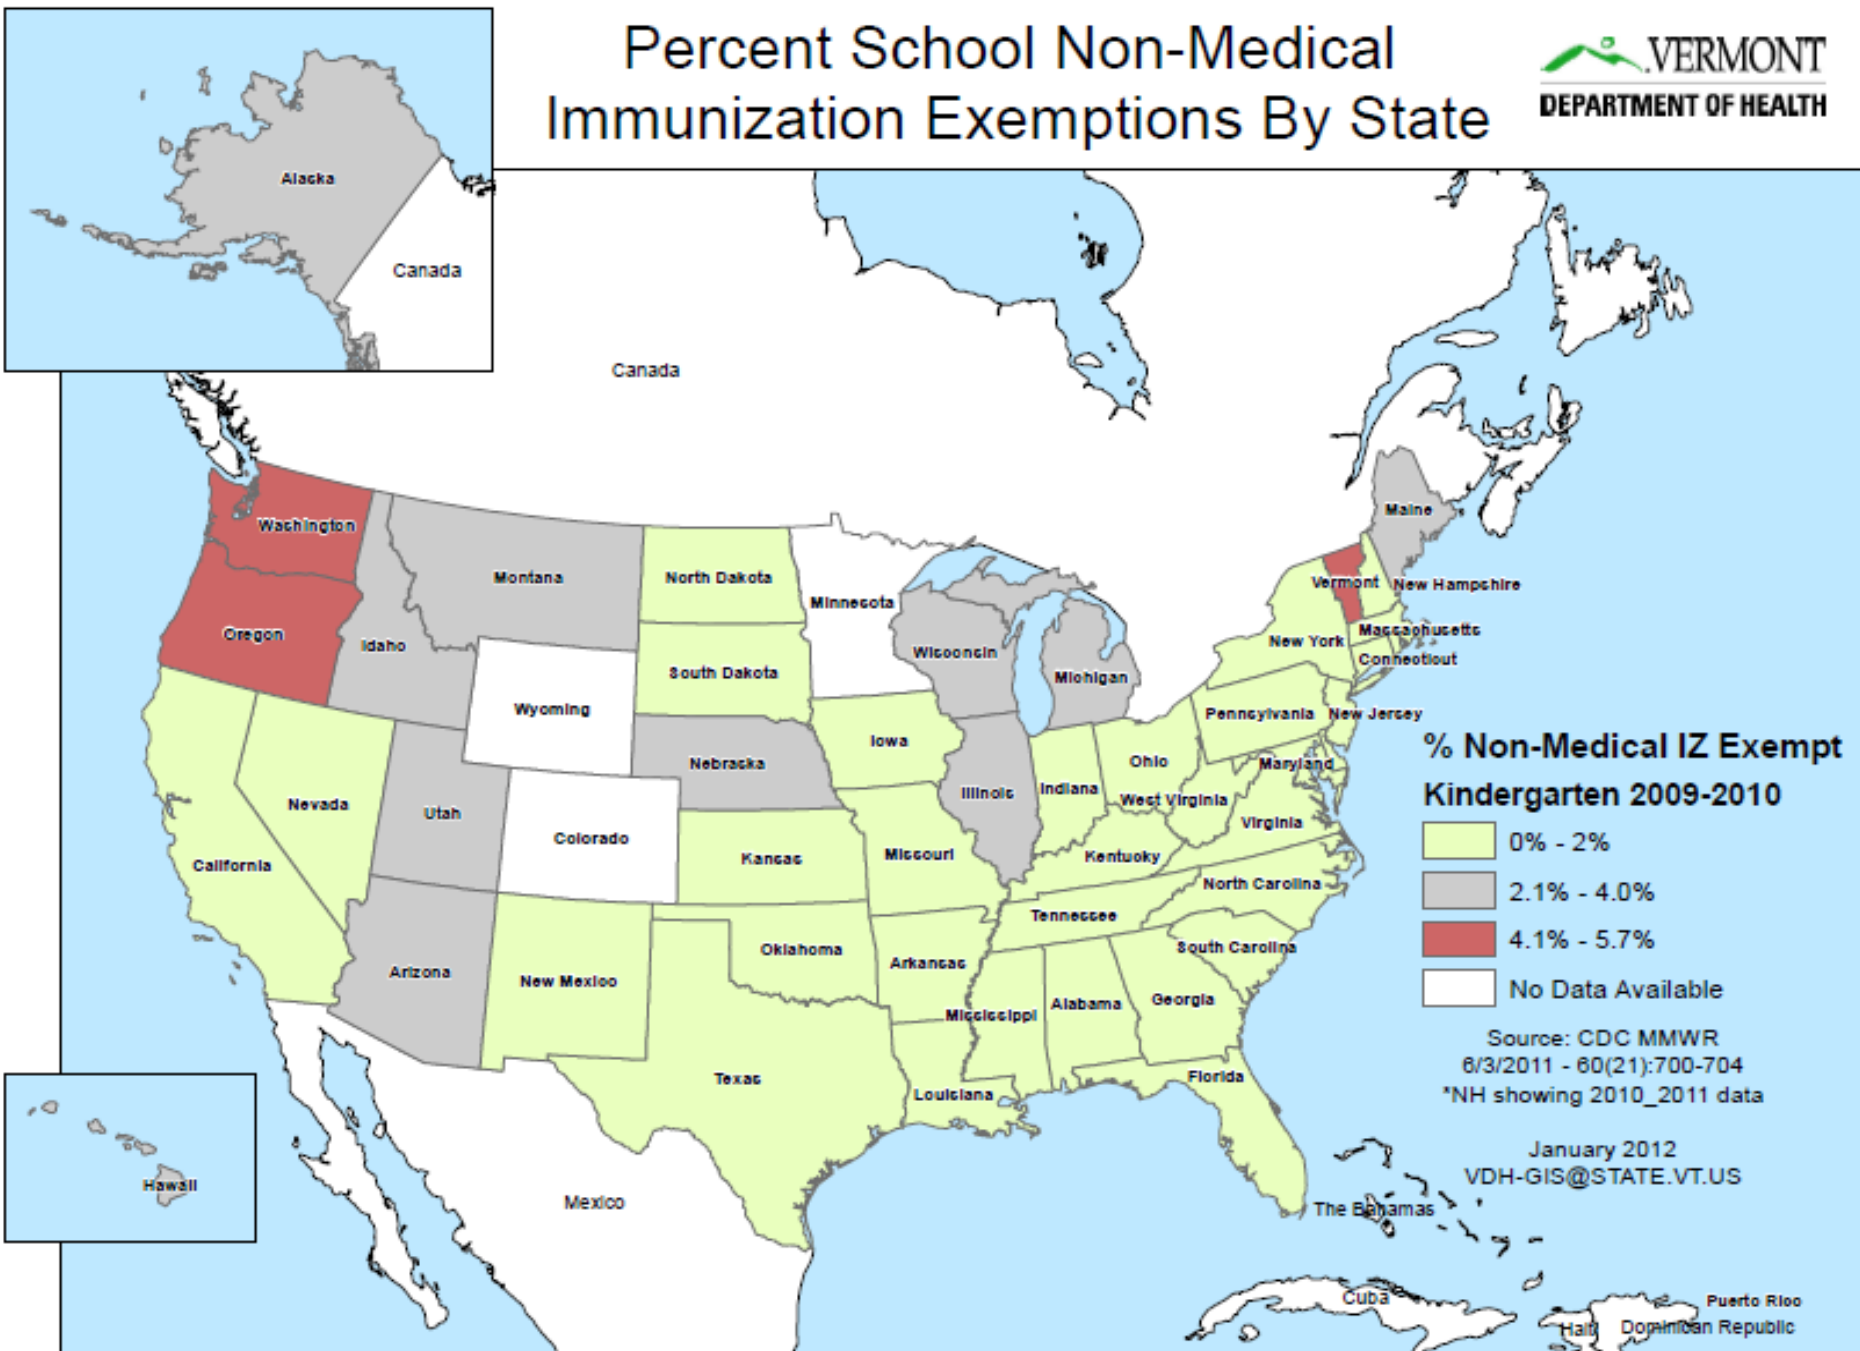 Percent School Non-Medical
Immunization Exemptions By State
VERMONT
DEPARTMENT OF HEALTH
Alaska
Canada
Canada
Washington
Oregon
Idaho
Montana
North Dakota
Minnesota
South Dakota
Wyoming
Nebraska
Iowa
Wisconsin
Michigan
Illinois
Indiana
Ohio
Pennsylvania
New York
Vermont
Maine
New Hampshire
Massachusetts
Connecticut
New Jersey
Maryland
West Virginia
Virginia
Kentucky
North Carolina
Tennessee
South Carolina
California
Nevada
Utah
Colorado
Kansas
Missouri
Arizona
New Mexico
Oklahoma
Arkansas
Mississippi
Alabama
Georgia
Texas
Louisiana
Florida
Hawaii
Mexico
The Bahamas
Cuba
Haiti
Dominican Republic
Puerto Rico
% Non-Medical IZ Exempt
Kindergarten 2009-2010
0% - 2%
2.1% - 4.0%
4.1% - 5.7%
No Data Available
Source: CDC MMWR
6/3/2011 - 60(21):700-704
*NH showing 2010_2011 data
January 2012
VDH-GIS@STATE.VT.US